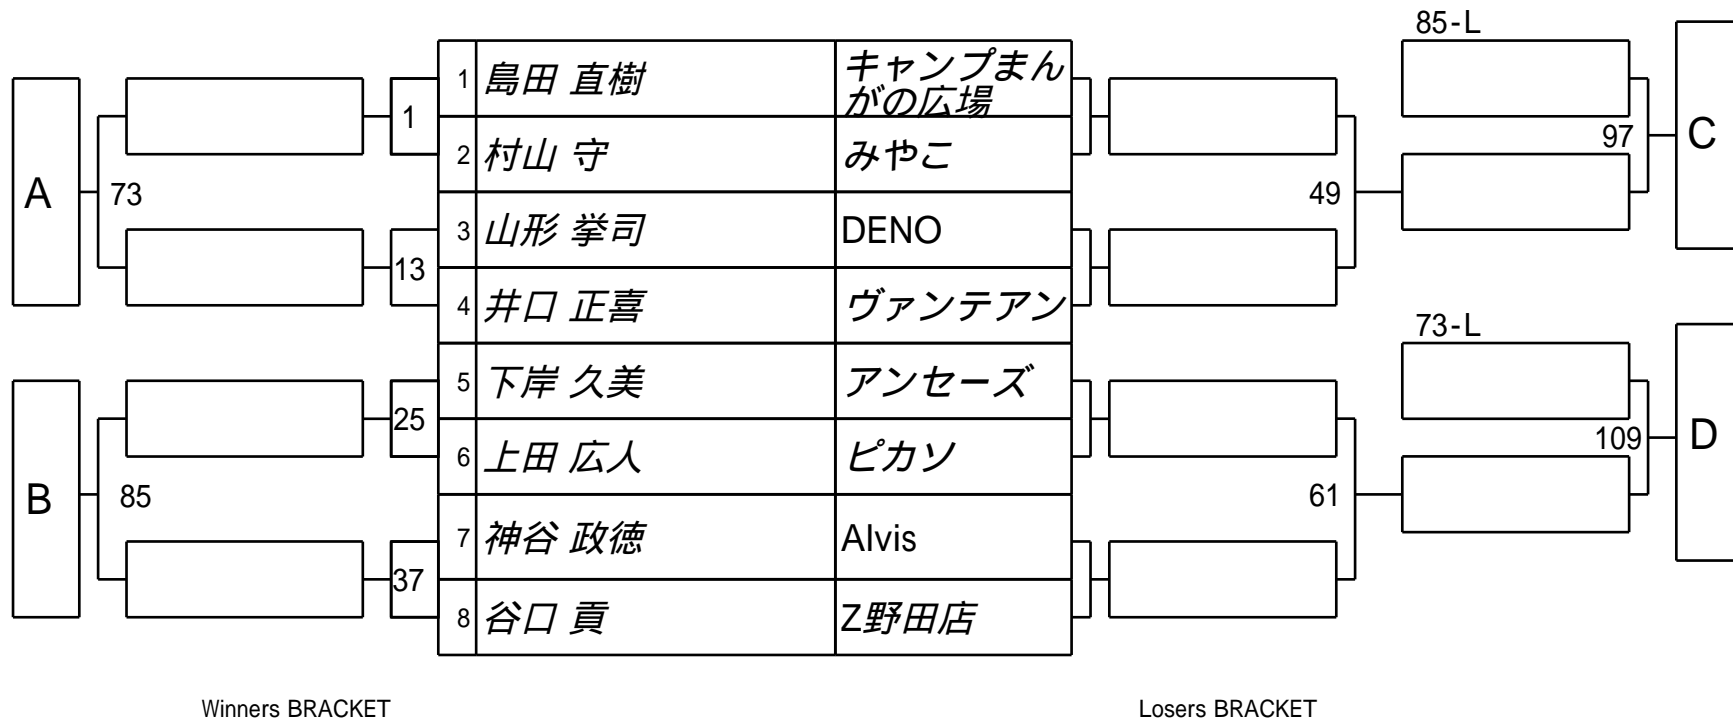 85-L
1 島田 直樹 キャンプまん
がの広場
1
2 村山 守 みやこ
97
C
A
73
49
3 山形 挙司 DENO
13
4 井口 正喜 ヴァンテアン
73-L
5 下岸 久美 アンセーズ
25
109
D
6 上田 広人 ピカソ
B
85
61
7 神谷 政徳 Alvis
37
8 谷口 貢 Z野田店
Winners BRACKET
Losers BRACKET